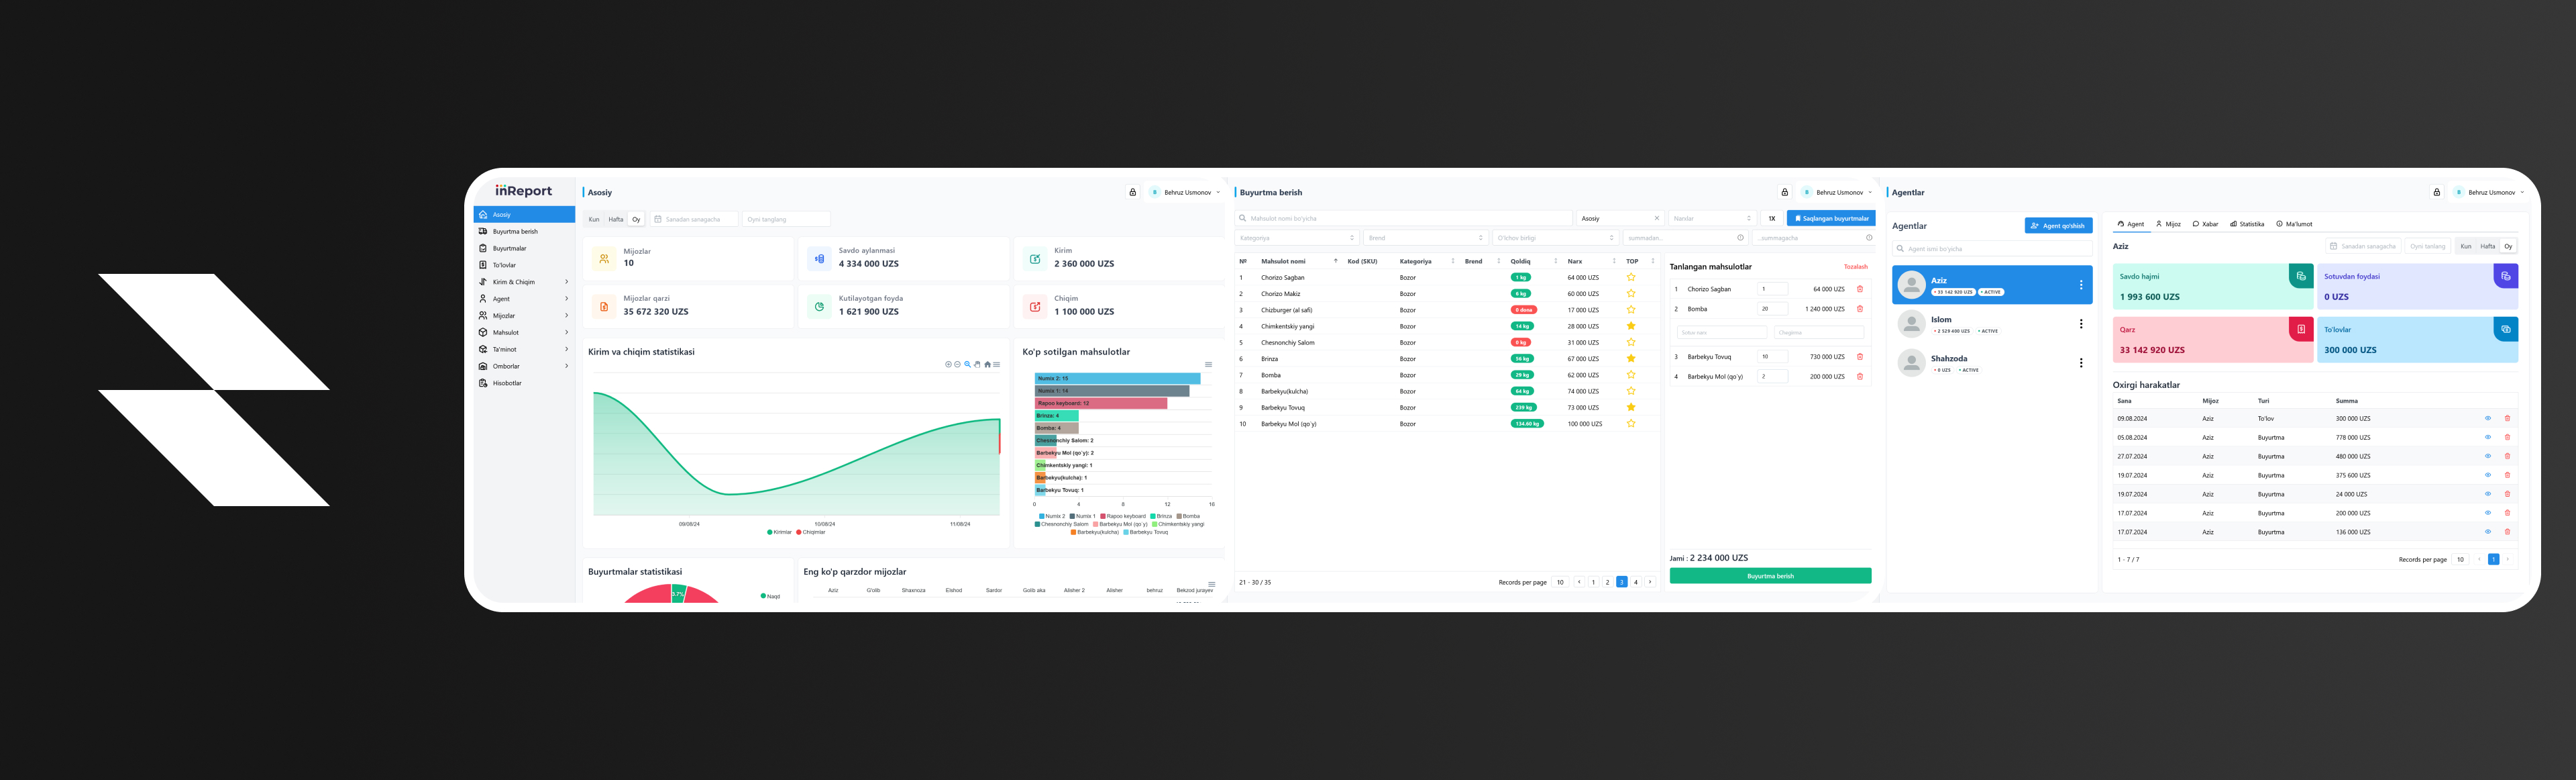 inReport
Asosiy
Buyurtma berish
Buyurtmalar
To'lovlar
Kirim & Chiqim
Agent
Mijozlar
Mahsulot
Ta'minot
Omborlar
Hisobotlar
Asosiy
B Behruz Usmonov
Kun Hafta Oy Sanadan sanagacha Oyni tanglang
Mijozlar
10
Savdo aylanmasi
4 334 000 UZS
Kirim
2 360 000 UZS
Mijozlar qarzi
35 672 320 UZS
Kutilayotgan foyda
1 621 900 UZS
Chiqim
1 100 000 UZS
Kirim va chiqim statistikasi
09/08/24 10/08/24 11/08/24
Kirimlar Chiqimlar
Ko'p sotilgan mahsulotlar
Numix 2: 15
Numix 1: 14
Rapoo keyboard: 12
Brinza: 4
Bomba: 4
Chesnonchiy Salom: 2
Barbekyu Mol (qo'y): 2
Chimkentskiy yangi: 1
Barbekyu(kulcha): 1
Barbekyu Tovuq: 1
0 4 8 12 16
Numix 2 Numix 1 Rapoo keyboard Brinza Bomba
Chesnonchiy Salom Barbekyu Mol (qo'y) Chimkentskiy yangi
Barbekyu(kulcha) Barbekyu Tovuq
Buyurtmalar statistikasi
3.7%
Naqd
Eng ko'p qarzdor mijozlar
Aziz G'olib Shaxnoza Elshod Sardor Golib aka Alisher 2 Alisher behruz Bekzod jurayev
Buyurtma berish
B Behruz Usmonov
Mahsulot nomi bo'yicha
Asosiy
Narxlar
1X
Saqlangan buyurtmalar
Kategoriya Brend O'lchov birligi summadan... ...summagacha
№ Mahsulot nomi Kod (SKU) Kategoriya Brend Qoldiq Narx TOP
1 Chorizo Sagban Bozor 1 kg 64 000 UZS
2 Chorizo Makiz Bozor 6 kg 60 000 UZS
3 Chizburger (al safi) Bozor 0 dona 17 000 UZS
4 Chimkentskiy yangi Bozor 14 kg 28 000 UZS
5 Chesnonchiy Salom Bozor 0 kg 31 000 UZS
6 Brinza Bozor 56 kg 67 000 UZS
7 Bomba Bozor 29 kg 62 000 UZS
8 Barbekyu(kulcha) Bozor 64 kg 74 000 UZS
9 Barbekyu Tovuq Bozor 239 kg 73 000 UZS
10 Barbekyu Mol (qo'y) Bozor 134.60 kg 100 000 UZS
21 - 30 / 35
Records per page 10 1 2 3 4
Tanlangan mahsulotlar Tozalash
1 Chorizo Sagban 1 64 000 UZS
2 Bomba 20 1 240 000 UZS
Sotuv narx Chegirma
3 Barbekyu Tovuq 10 730 000 UZS
4 Barbekyu Mol (qo'y) 2 200 000 UZS
Jami : 2 234 000 UZS
Buyurtma berish
Agentlar
B Behruz Usmonov
Agentlar
Agent qo'shish
Agent ismi bo'yicha
Aziz
- 33 142 920 UZS ACTIVE
Islom
- 2 529 400 UZS ACTIVE
Shahzoda
0 UZS ACTIVE
Agent Mijoz Xabar Statistika Ma'lumot
Aziz
Sanadan sanagacha Oyni tanlang Kun Hafta Oy
Savdo hajmi
1 993 600 UZS
Sotuvdan foydasi
0 UZS
Qarz
33 142 920 UZS
To'lovlar
300 000 UZS
Oxirgi harakatlar
Sana Mijoz Turi Summa
09.08.2024 Aziz To'lov 300 000 UZS
05.08.2024 Aziz Buyurtma 778 000 UZS
27.07.2024 Aziz Buyurtma 480 000 UZS
19.07.2024 Aziz Buyurtma 375 600 UZS
19.07.2024 Aziz Buyurtma 24 000 UZS
17.07.2024 Aziz Buyurtma 200 000 UZS
17.07.2024 Aziz Buyurtma 136 000 UZS
1 - 7 / 7
Records per page 10 1